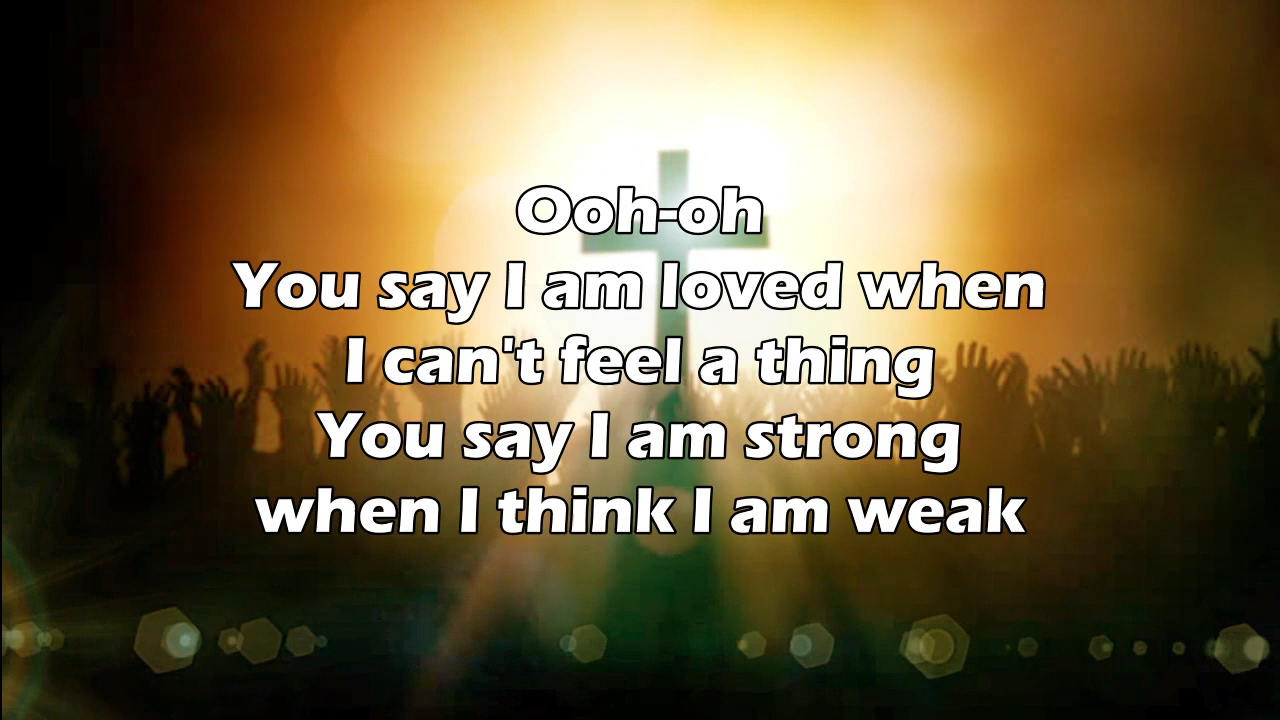 Ooh-oh
You say I am loved when
I can't feel a thing
You say I am strong
when I think I am weak